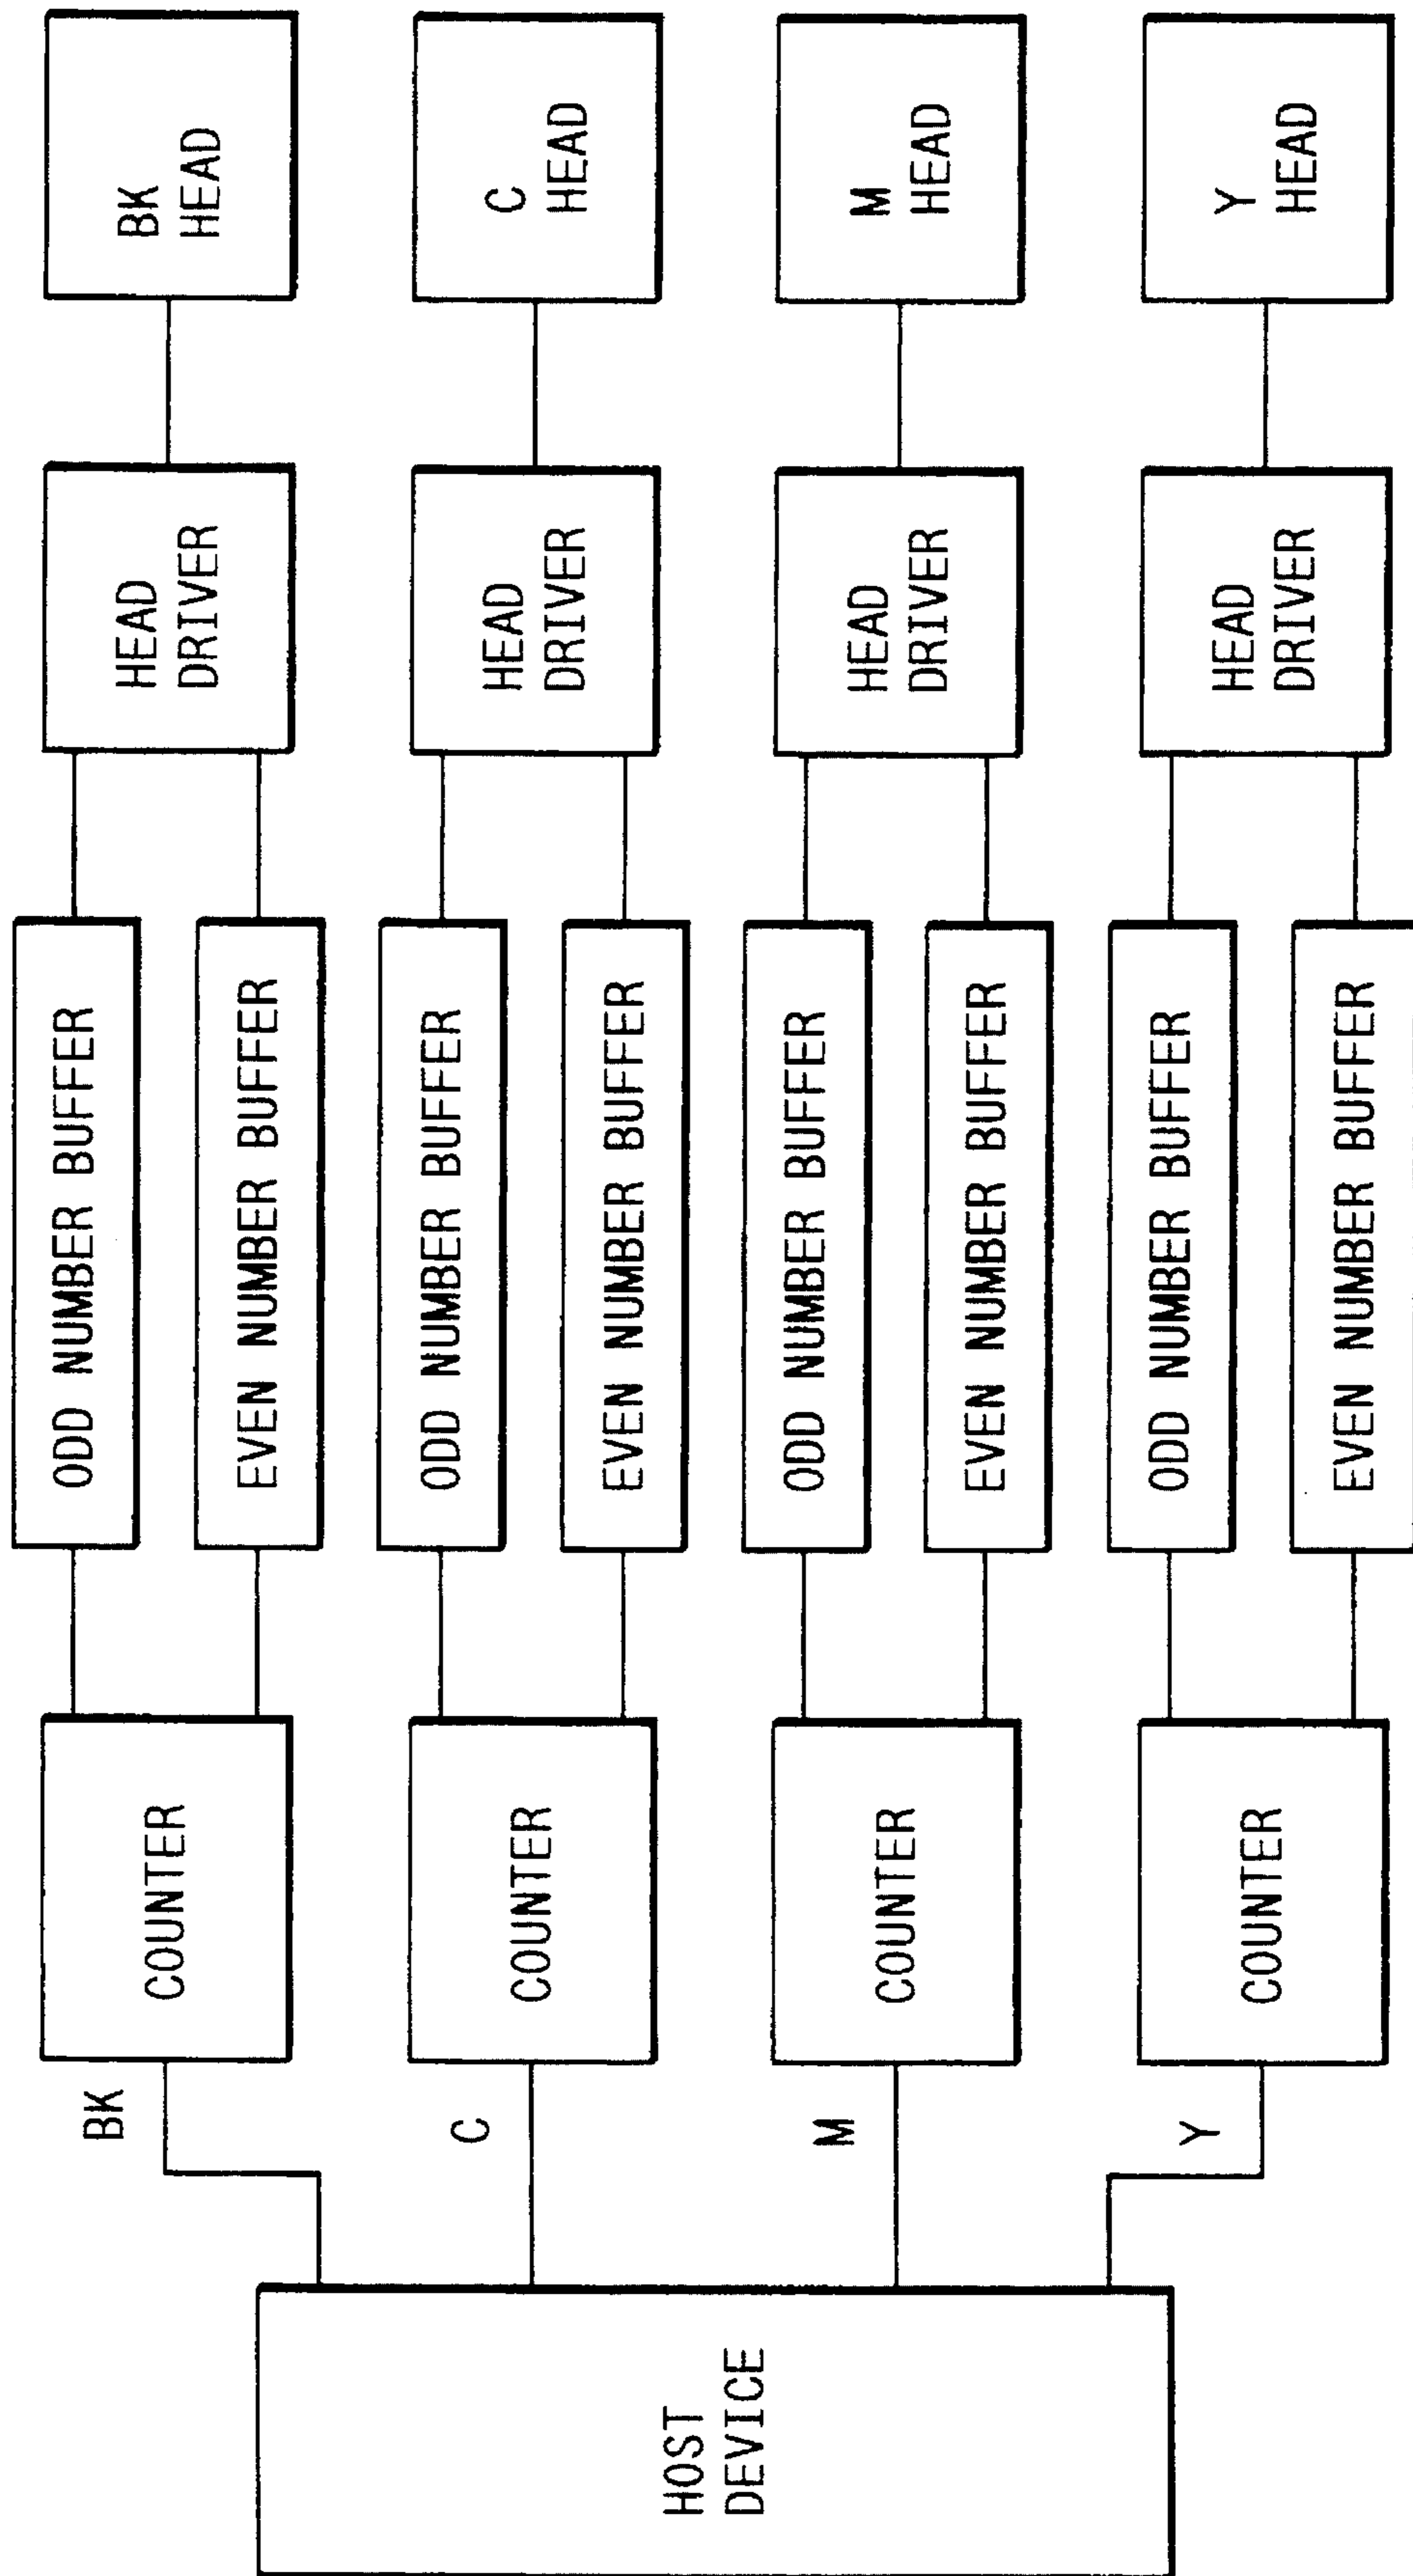 HOST
DEVICE
BK
COUNTER
ODD NUMBER BUFFER
EVEN NUMBER BUFFER
HEAD
DRIVER
BK
HEAD
C
COUNTER
ODD NUMBER BUFFER
EVEN NUMBER BUFFER
HEAD
DRIVER
C
HEAD
M
COUNTER
ODD NUMBER BUFFER
EVEN NUMBER BUFFER
HEAD
DRIVER
M
HEAD
Y
COUNTER
ODD NUMBER BUFFER
EVEN NUMBER BUFFER
HEAD
DRIVER
Y
HEAD